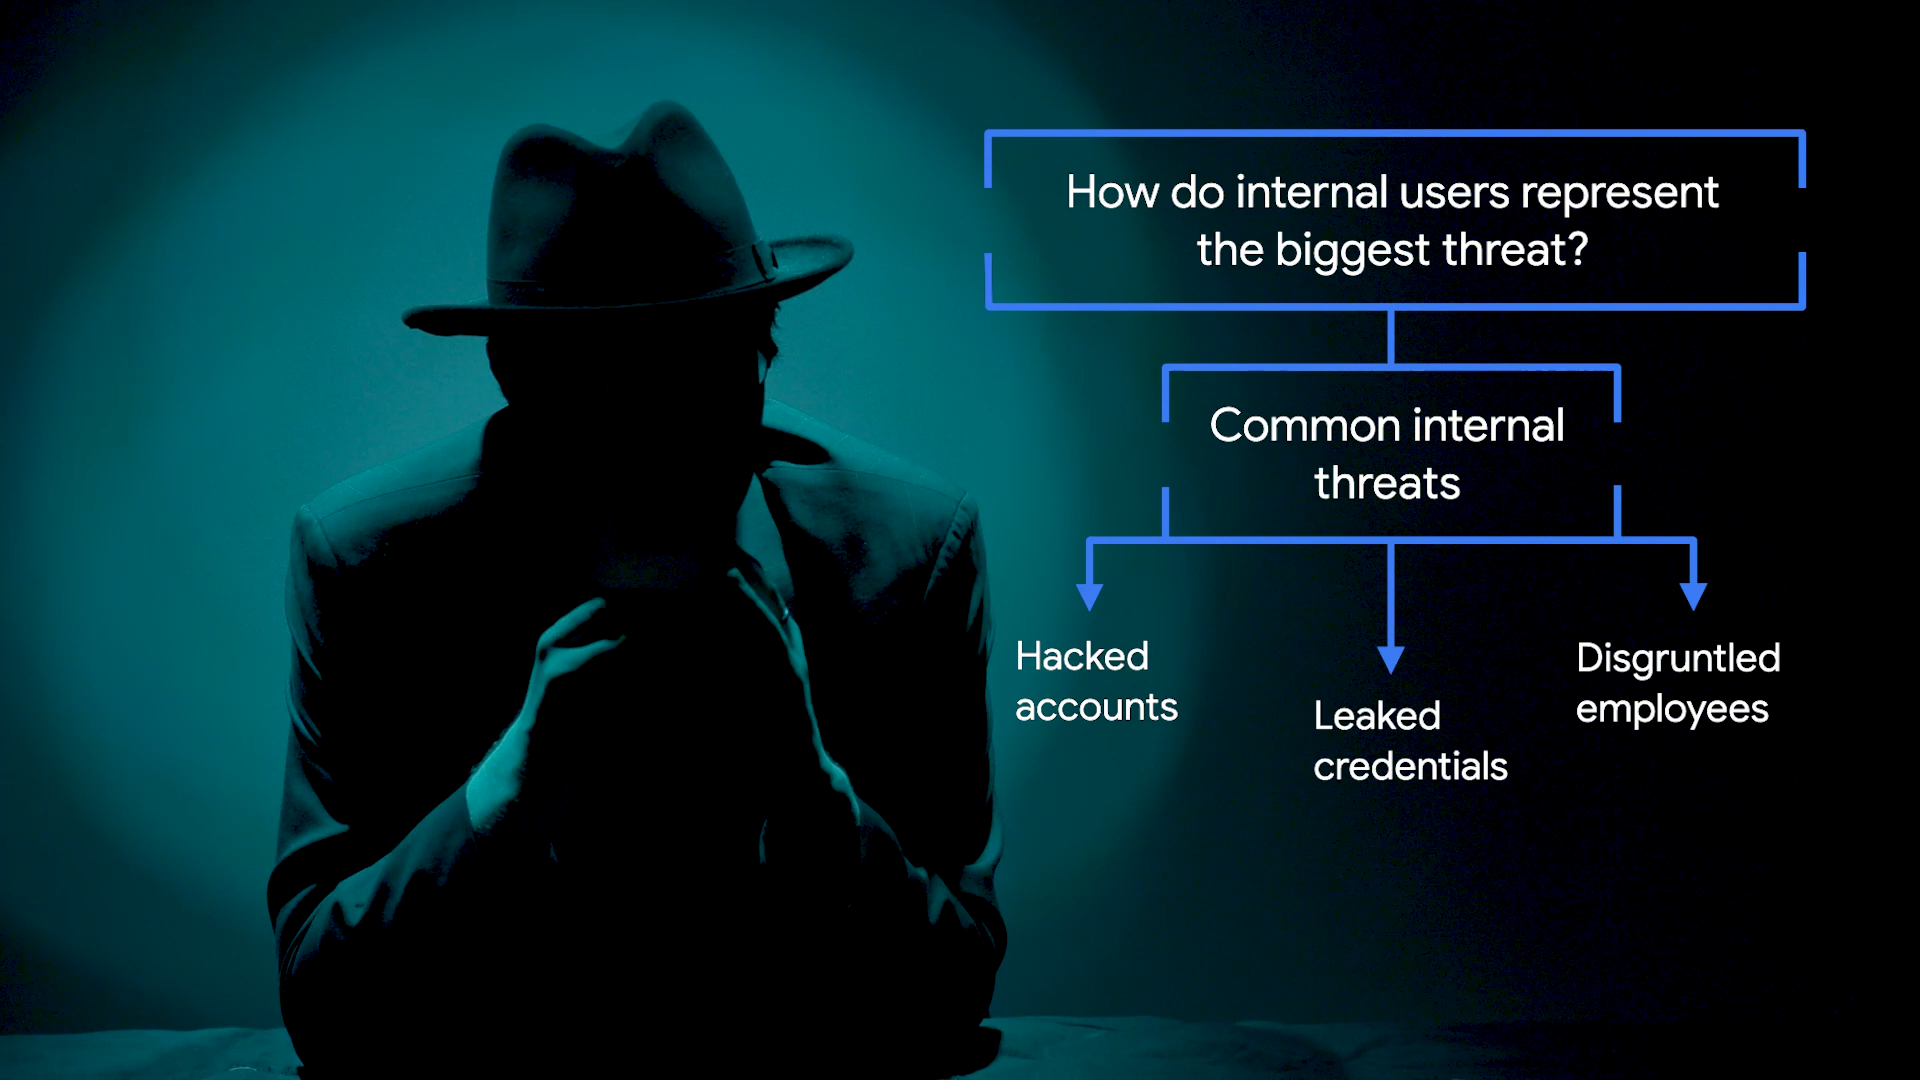 How do internal users represent
the biggest threat?
Common internal
threats
Hacked
accounts
Leaked
credentials
Disgruntled
employees